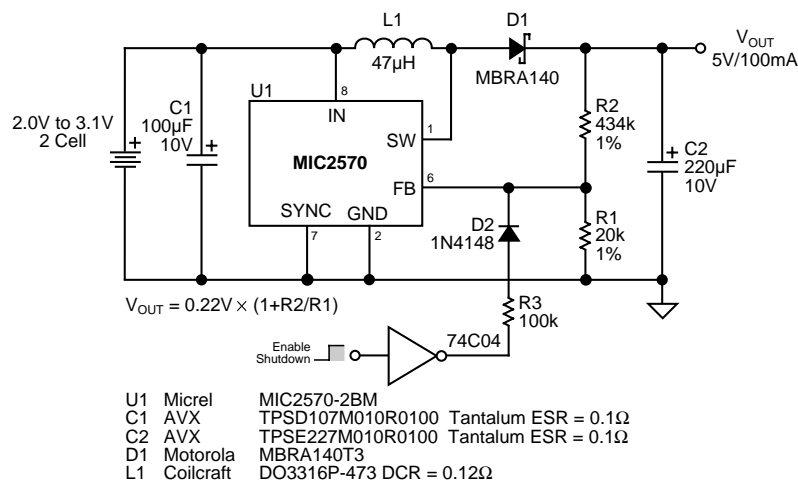 L1
47µH
D1
MBRA140
VOUT
5V/100mA
2.0V to 3.1V
2 Cell
C1
100µF
10V
U1
8
IN
SW
1
MIC2570
FB
6
SYNC
GND
7
2
R2
434k
1%
C2
220µF
10V
D2
1N4148
R1
20k
1%
VOUT = 0.22V × (1+R2/R1)
R3
100k
Enable
Shutdown
74C04
U1 Micrel MIC2570-2BM
C1 AVX TPSD107M010R0100 Tantalum ESR = 0.1Ω
C2 AVX TPSE227M010R0100 Tantalum ESR = 0.1Ω
D1 Motorola MBRA140T3
L1 Coilcraft DO3316P-473 DCR = 0.12Ω